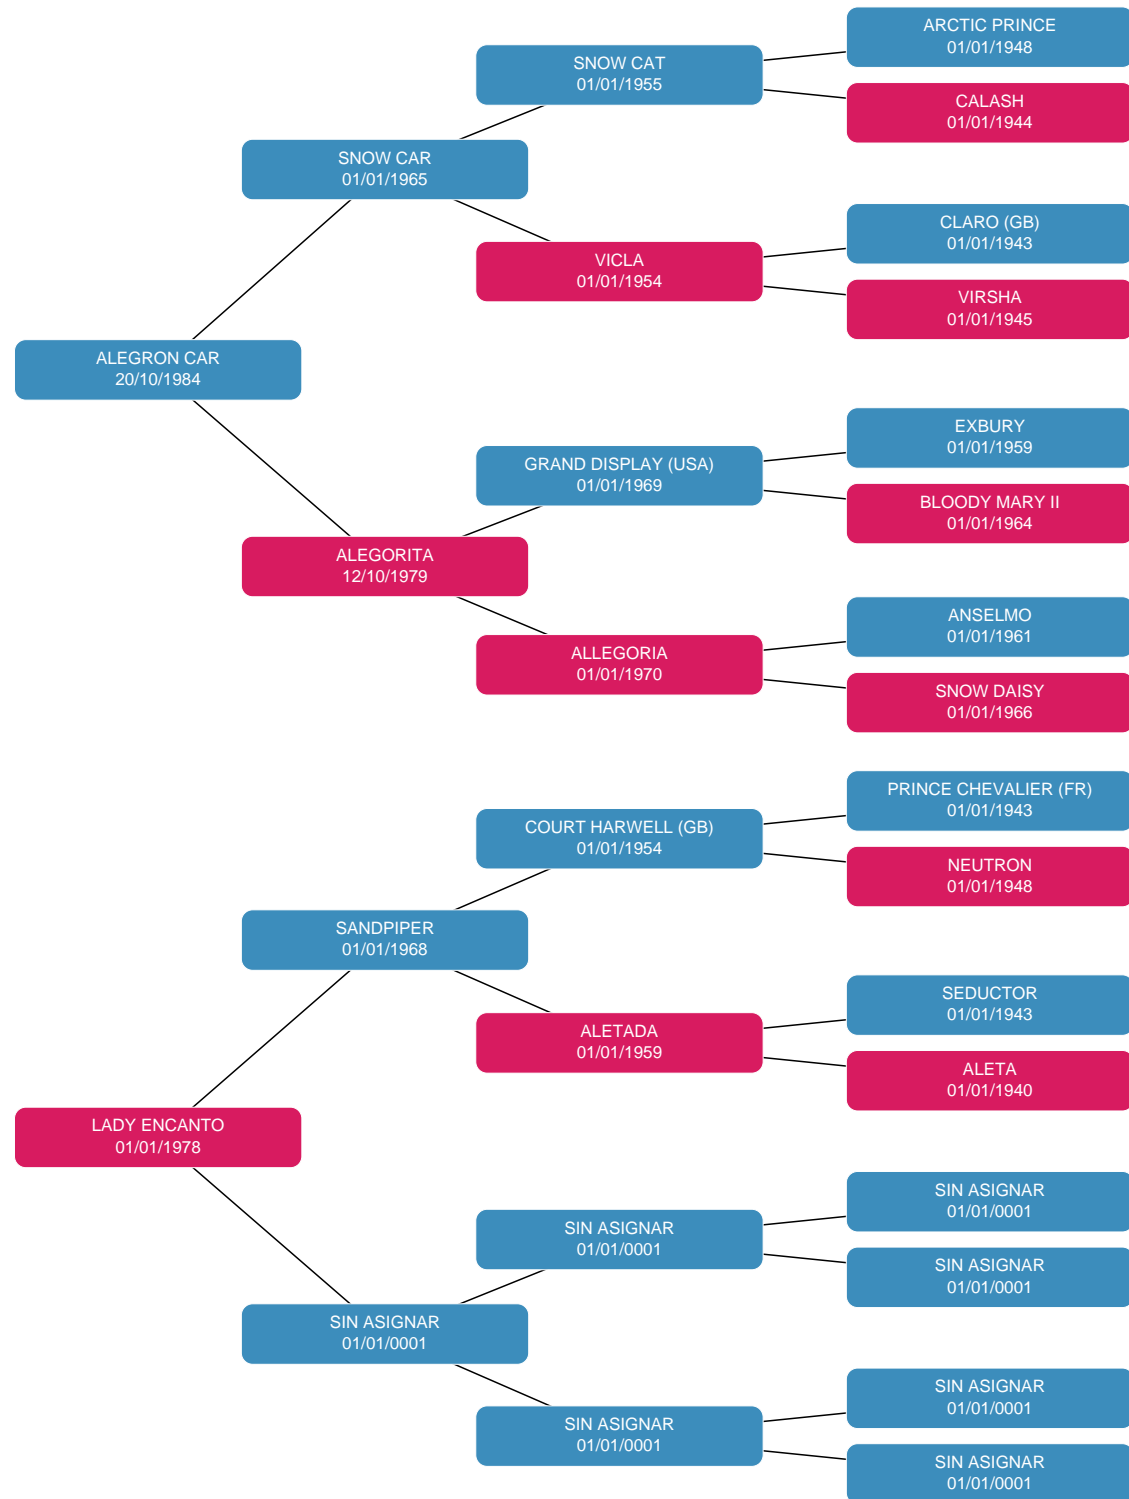 ARCTIC PRINCE
01/01/1948
SNOW CAT
01/01/1955
CALASH
01/01/1944
SNOW CAR
01/01/1965
CLARO (GB)
01/01/1943
VICLA
01/01/1954
VIRSHA
01/01/1945
ALEGRON CAR
20/10/1984
EXBURY
01/01/1959
GRAND DISPLAY (USA)
01/01/1969
BLOODY MARY II
01/01/1964
ALEGORITA
12/10/1979
ANSELMO
01/01/1961
ALLEGORIA
01/01/1970
SNOW DAISY
01/01/1966
PRINCE CHEVALIER (FR)
01/01/1943
COURT HARWELL (GB)
01/01/1954
NEUTRON
01/01/1948
SANDPIPER
01/01/1968
SEDUCTOR
01/01/1943
ALETADA
01/01/1959
ALETA
01/01/1940
LADY ENCANTO
01/01/1978
SIN ASIGNAR
01/01/0001
SIN ASIGNAR
01/01/0001
SIN ASIGNAR
01/01/0001
SIN ASIGNAR
01/01/0001
SIN ASIGNAR
01/01/0001
SIN ASIGNAR
01/01/0001
SIN ASIGNAR
01/01/0001